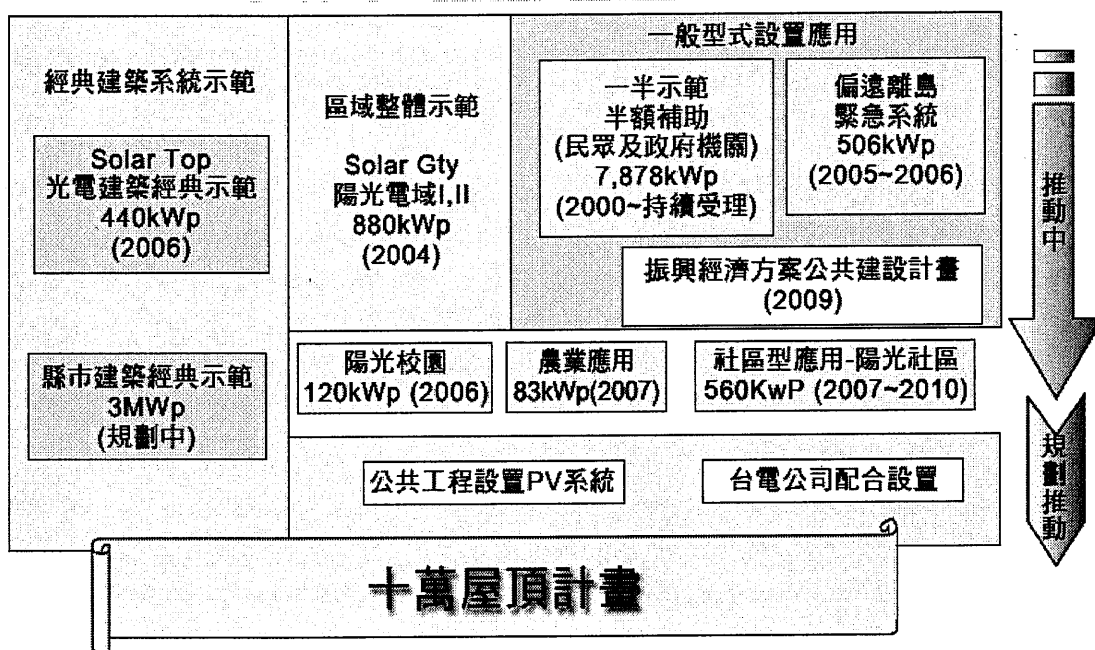 經典建築系統示範
Solar Top
光電建築經典示範
440kWp
(2006)
縣市建築經典示範
3MWp
(規劃中)
區域整體示範
Solar Gty
陽光電域I,II
880kWp
(2004)
一般型式設置應用
一半示範
半額補助
(民眾及政府機關)
7,878kWp
(2000~持續受理)
偏遠離島
緊急系統
506kWp
(2005~2006)
振興經濟方案公共建設計畫
(2009)
陽光校園
120kWp (2006)
農業應用
83kWp(2007)
社區型應用-陽光社區
560KwP (2007~2010)
公共工程設置PV系統
台電公司配合設置
推動中
規劃推動
十萬屋頂計畫